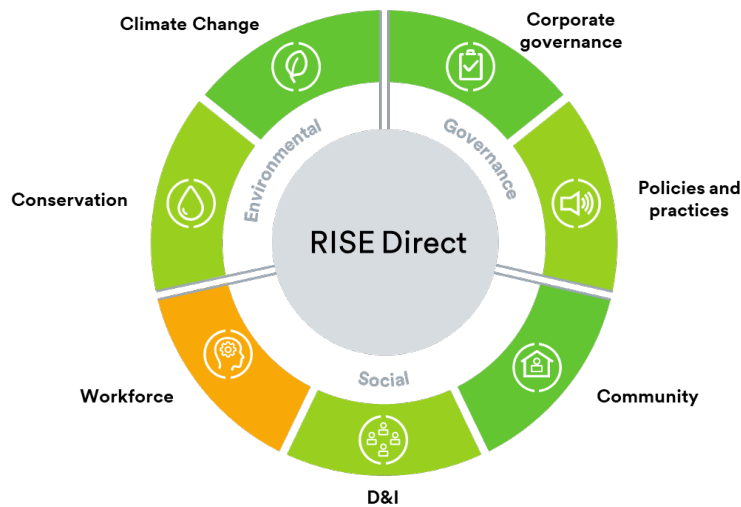 Climate Change
Corporate
governance
Environmental
Governance
Conservation
Policies and
practices
RISE Direct
Social
Workforce
Community
D&I